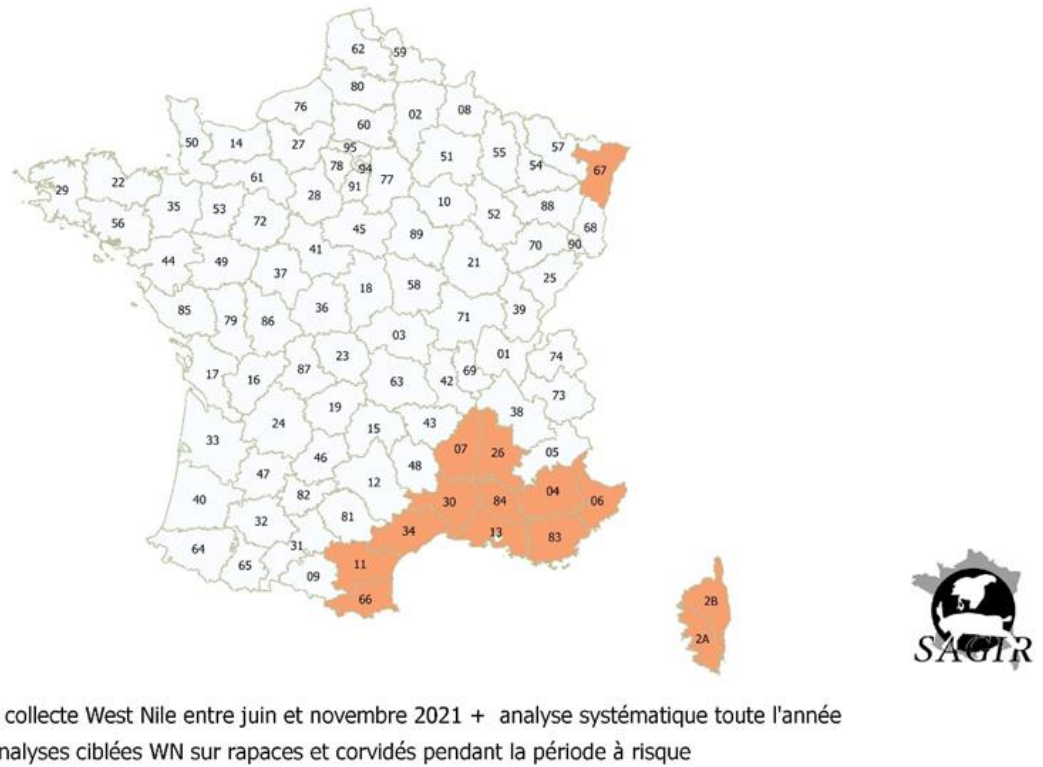 62 59
80
76 02 08
60
50 14 27 95 51 55 57
78 94 54 67
29 22 61 91 77
28 10 88
35 53 52
56 72 45 68
89 70 90
44 49 41 21
37 25
18 58
85 36 39
79 86 71
03
23 01 74
17 87 69
16 63 42
73
19 38
24 15 43
33 07
46 26 05
47 48
12 04
40 82 30 84 06
32 81
34 13 83
64 31
65 09 11
66
2B
2A
SAGIR
collecte West Nile entre juin et novembre 2021 + analyse systématique toute l'année
nalyses ciblées WN sur rapaces et corvidés pendant la période à risque